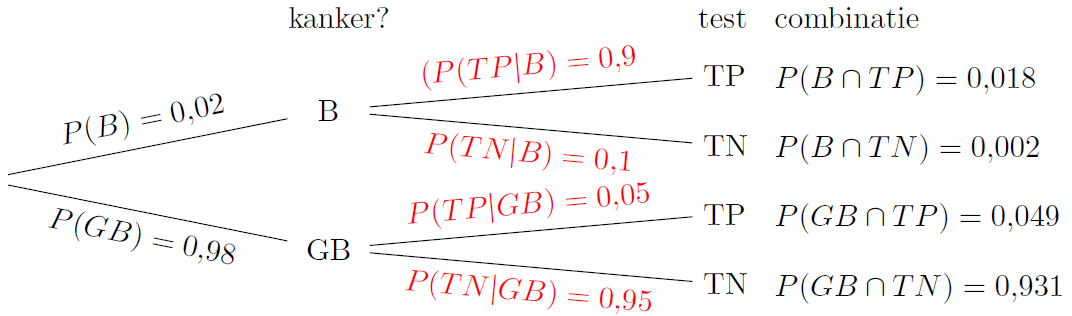 kanker? test combinatie
(P(TP|B) = 0,9
TP P(B ∩ TP) = 0,018
P(B) = 0,02
B
P(TN|B) = 0,1
TN P(B ∩ TN) = 0,002
P(GB) = 0,98
P(TP|GB) = 0,05
TP P(GB ∩ TP) = 0,049
GB
P(TN|GB) = 0,95
TN P(GB ∩ TN) = 0,931